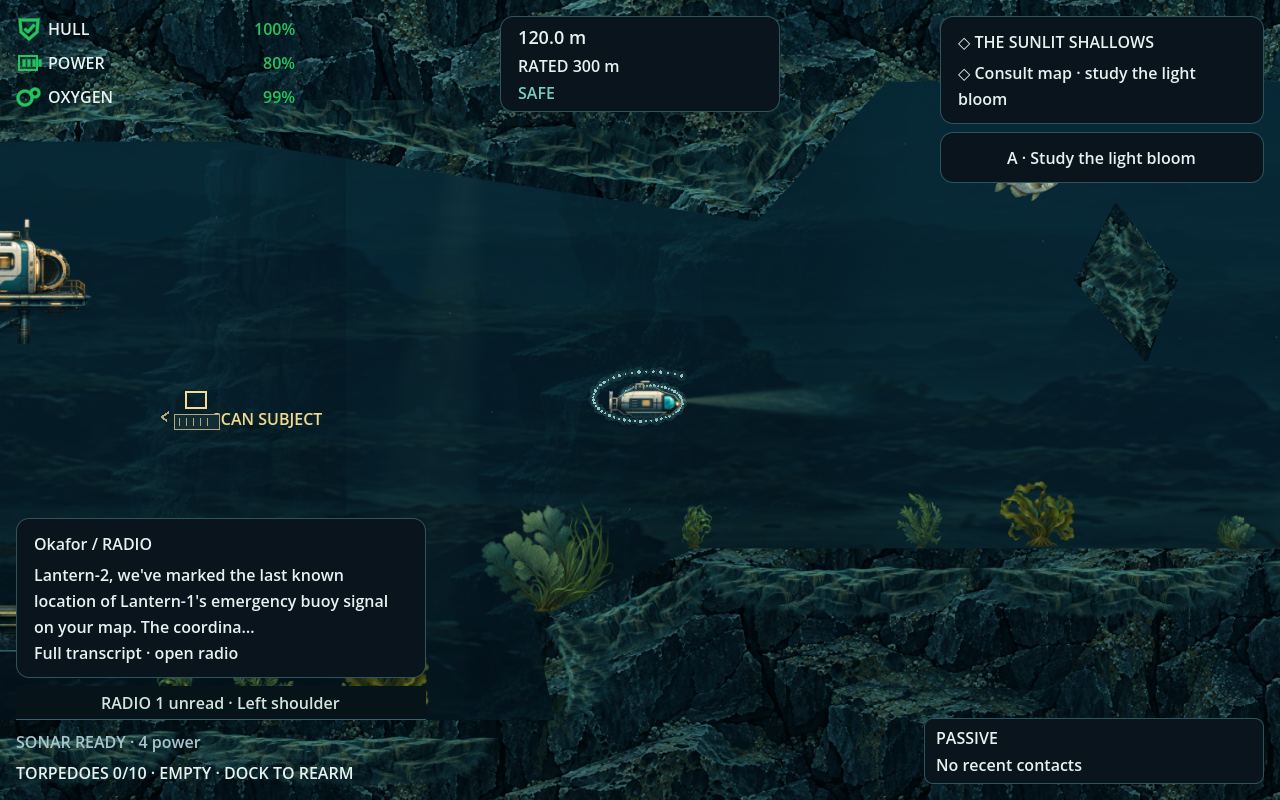 HULL 100%
POWER 80%
OXYGEN 99%
120.0 m
RATED 300 m
SAFE
◇ THE SUNLIT SHALLOWS
◇ Consult map · study the light
bloom
A · Study the light bloom
< CAN SUBJECT
Okafor / RADIO
Lantern-2, we've marked the last known
location of Lantern-1's emergency buoy signal
on your map. The coordina...
Full transcript · open radio
RADIO 1 unread · Left shoulder
SONAR READY · 4 power
TORPEDOES 0/10 · EMPTY · DOCK TO REARM
PASSIVE
No recent contacts